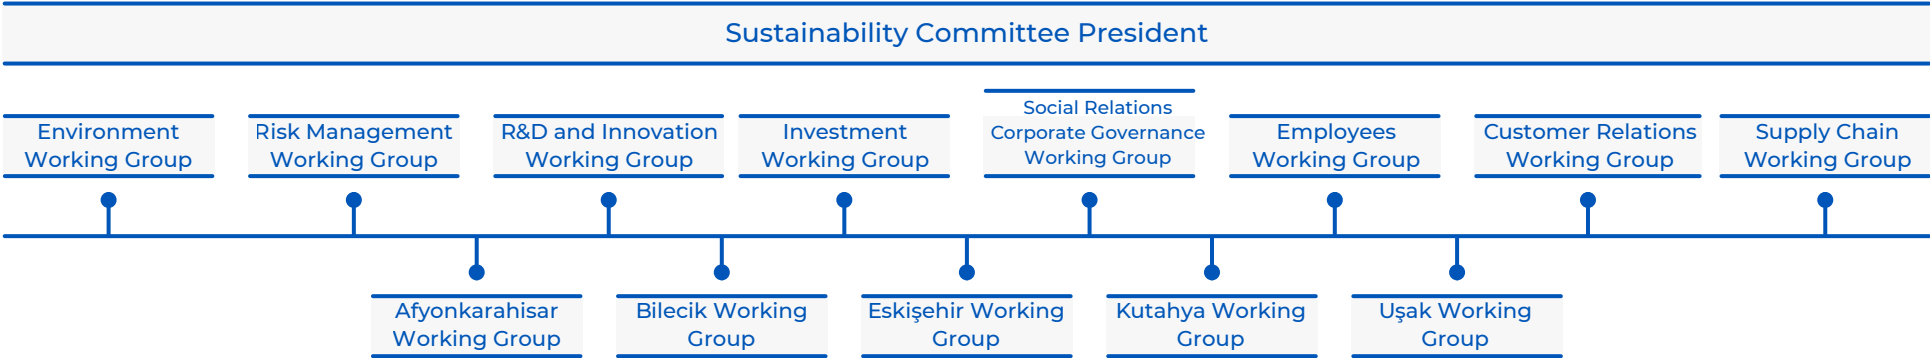 Sustainability Committee President
Environment
Working Group
Risk Management
Working Group
R&D and Innovation
Working Group
Investment
Working Group
Social Relations
Corporate Governance
Working Group
Employees
Working Group
Customer Relations
Working Group
Supply Chain
Working Group
Afyonkarahisar
Working Group
Bilecik Working
Group
Eskişehir Working
Group
Kutahya Working
Group
Uşak Working
Group